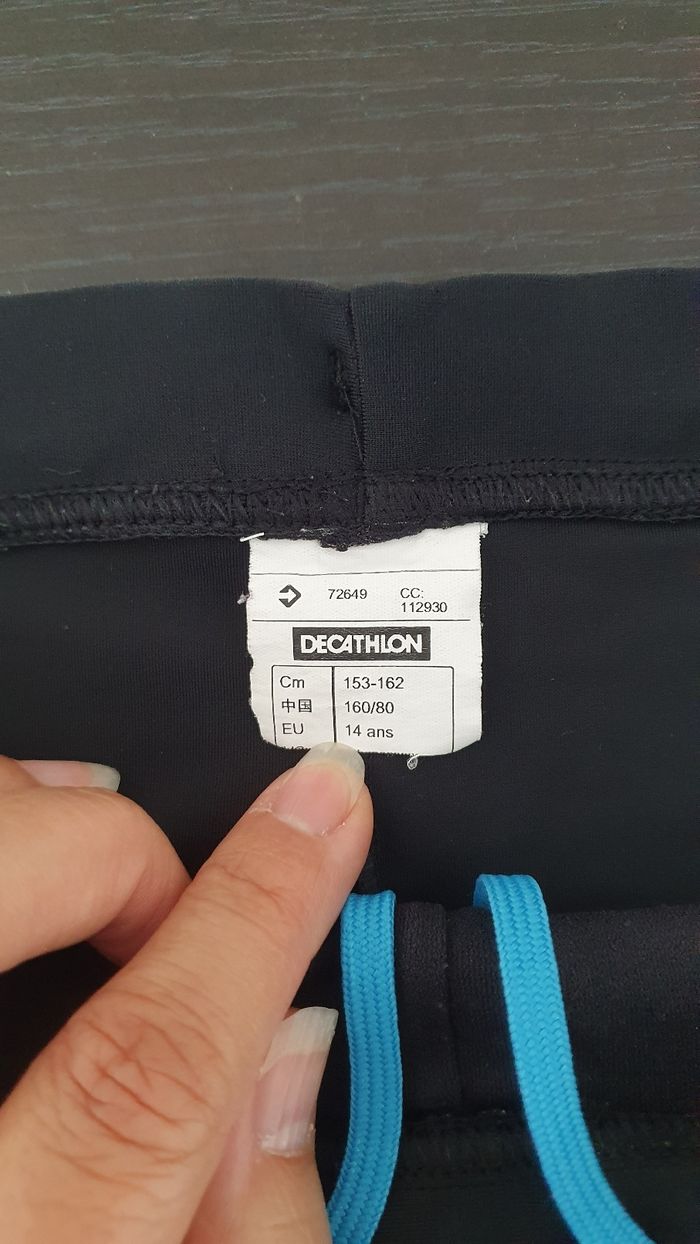 72649 CC:
112930
DECATHLON
Cm 153-162
中国 160/80
EU 14 ans